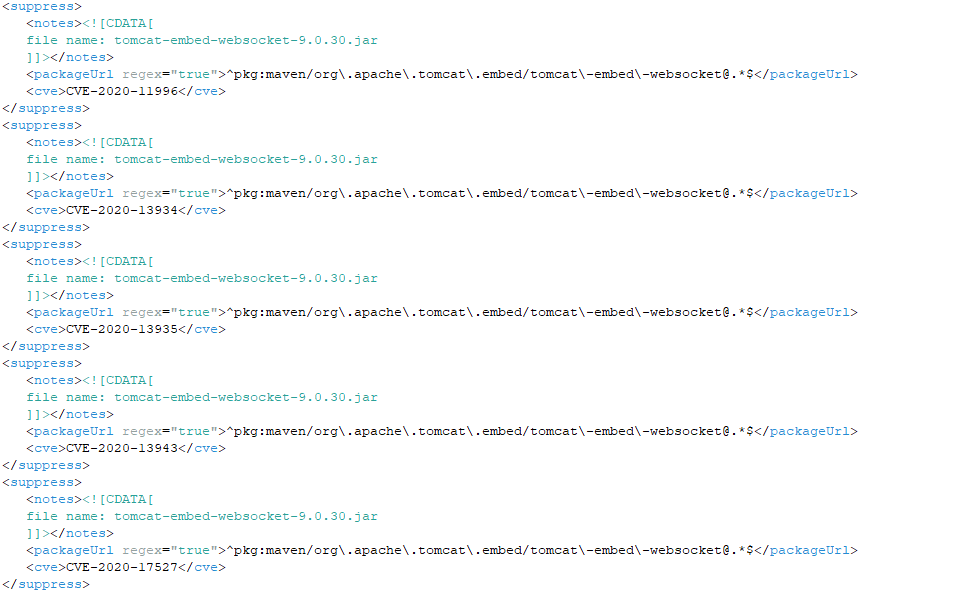 <suppress>
<notes><![CDATA[
file name: tomcat-embed-websocket-9.0.30.jar
]]></notes>
<packageUrl regex="true">^pkg:maven/org\.apache\.tomcat\.embed/tomcat\-embed\-websocket@.*$</packageUrl>
<cve>CVE-2020-11996</cve>
</suppress>
<suppress>
<notes><![CDATA[
file name: tomcat-embed-websocket-9.0.30.jar
]]></notes>
<packageUrl regex="true">^pkg:maven/org\.apache\.tomcat\.embed/tomcat\-embed\-websocket@.*$</packageUrl>
<cve>CVE-2020-13934</cve>
</suppress>
<suppress>
<notes><![CDATA[
file name: tomcat-embed-websocket-9.0.30.jar
]]></notes>
<packageUrl regex="true">^pkg:maven/org\.apache\.tomcat\.embed/tomcat\-embed\-websocket@.*$</packageUrl>
<cve>CVE-2020-13935</cve>
</suppress>
<suppress>
<notes><![CDATA[
file name: tomcat-embed-websocket-9.0.30.jar
]]></notes>
<packageUrl regex="true">^pkg:maven/org\.apache\.tomcat\.embed/tomcat\-embed\-websocket@.*$</packageUrl>
<cve>CVE-2020-13943</cve>
</suppress>
<suppress>
<notes><![CDATA[
file name: tomcat-embed-websocket-9.0.30.jar
]]></notes>
<packageUrl regex="true">^pkg:maven/org\.apache\.tomcat\.embed/tomcat\-embed\-websocket@.*$</packageUrl>
<cve>CVE-2020-17527</cve>
</suppress>